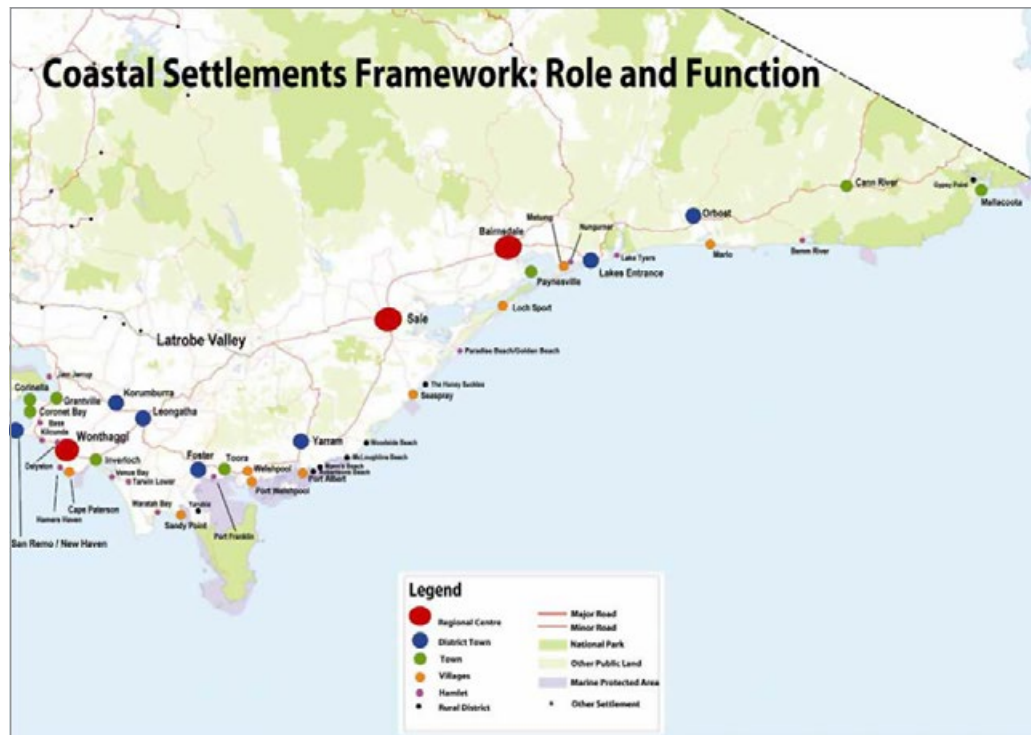 Coastal Settlements Framework: Role and Function
Cann River
Gypsy Point
Mallacoota
Orbost
Metung
Nungurner
Bairnsdale
Lake Tyers
Marlo
Bemm River
Lakes Entrance
Paynesville
Loch Sport
Sale
Latrobe Valley
Paradise Beach/Golden Beach
Jam Jerrup
The Honey Suckles
Corinella
Grantville
Korumburra
Seaspray
Coronet Bay
Leongatha
Bass
Kilcunda
Wonthaggi
Yarram
Woodside Beach
Dalyston
Inverloch
Foster
Toora
Welshpool
McLoughlins Beach
Mann's Beach
Robertsons Beach
Port Albert
Venus Bay
Tarwin Lower
Port Welshpool
Cape Paterson
Waratah Bay
Yanakie
Harmers Haven
Sandy Point
Port Franklin
San Remo / New Haven
Legend
Regional Centre
District Town
Town
Villages
Hamlet
Rural District
Major Road
Minor Road
National Park
Other Public Land
Marine Protected Area
Other Settlement